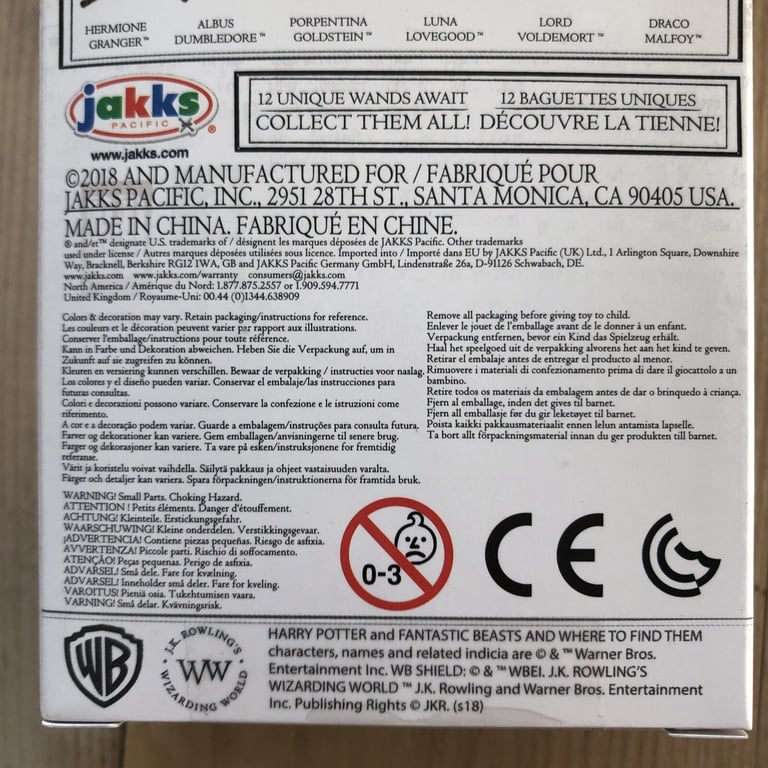 HERMIONE GRANGER™
ALBUS DUMBLEDORE™
PORPENTINA GOLDSTEIN™
LUNA LOVEGOOD™
LORD VOLDEMORT™
DRACO MALFOY™
jakks
PACIFIC
®
www.jakks.com
12 UNIQUE WANDS AWAIT
COLLECT THEM ALL!
12 BAGUETTES UNIQUES
DÉCOUVRE LA TIENNE!
©2018 AND MANUFACTURED FOR / FABRIQUÉ POUR
JAKKS PACIFIC, INC., 2951 28TH ST., SANTA MONICA, CA 90405 USA.
MADE IN CHINA. FABRIQUÉ EN CHINE.
® and/et™ designate U.S. trademarks of / désignent les marques déposées de JAKKS Pacific. Other trademarks
used under license / Autres marques déposées utilisées sous licence. Imported into / Importé dans EU by JAKKS Pacific (UK) Ltd., 1 Arlington Square, Downshire
Way, Bracknell, Berkshire RG12 1WA, GB and JAKKS Pacific Germany GmbH, Lindenstraße 26a, D-91126 Schwabach, DE.
www.jakks.com www.jakks.com/warranty consumers@jakks.com
North America / Amérique du Nord: 1.877.875.2557 or 1.909.594.7771
United Kingdom / Royaume-Uni: 00.44 (0)1344.638909
Colors & decoration may vary. Retain packaging/instructions for reference.
Les couleurs et le décoration peuvent varier par rapport aux illustrations.
Conserver l'emballage/instructions pour toute référence.
Kann in Farbe und Dekoration abweichen. Heben Sie die Verpackung auf, um in
Zukunft auf sie zugreifen zu können.
Kleuren en versiering kunnen verschillen. Bewaar de verpakking / instructies voor naslag.
Los colores y el diseño pueden variar. Conservar el embalaje/las instrucciones para
futuras consultas.
Colori e decorazioni possono variare. Conservare la confezione e le istruzioni come
riferimento.
A cor e a decoração podem variar. Guarde a embalagem/instruções para consulta futura.
Farver og dekorationer kan variere. Gem emballagen/anvisningerne til senere brug.
Farger og dekorasjoner kan variere. Ta vare på esken/instruksjonene for fremtidig
referanse.
Värit ja koristelu voivat vaihdella. Säilytä pakkaus ja ohjeet vastaisuuden varalta.
Färger och detaljer kan variera. Spara förpackningen/instruktionerna för framtida bruk.
Remove all packaging before giving toy to child.
Enlever le jouet de l'emballage avant de le donner à un enfant.
Verpackung entfernen, bevor ein Kind das Spielzeug erhält.
Haal het speelgoed uit de verpakking alvorens het aan het kind te geven.
Retirar el embalaje antes de entregar el producto al menor.
Rimuovere i materiali di confezionamento prima di dare il giocattolo a un
bambino.
Retire todos os materiais da embalagem antes de dar o brinquedo à criança.
Fjern al emballage, inden det gives til barnet.
Fjern all emballasje før du gir leketøyet til barnet.
Poista kaikki pakkausmateriaalit ennen lelun antamista lapselle.
Ta bort allt förpackningsmaterial innan du ger produkten till barnet.
WARNING! Small Parts. Choking Hazard.
ATTENTION ! Petits éléments. Danger d'étouffement.
ACHTUNG! Kleinteile. Erstickungsgefahr.
WAARSCHUWING! Kleine onderdelen. Verstikkingsgevaar.
¡ADVERTENCIA! Contiene piezas pequeñas. Riesgo de asfixia.
AVVERTENZA! Piccole parti. Rischio di soffocamento.
ATENÇÃO! Peças pequenas. Perigo de asfixia.
ADVARSEL! Små dele. Fare for kvælning.
ADVARSEL! Inneholder små deler. Fare for kveling.
VAROITUS! Pieniä osia. Tukehtumisen vaara.
VARNING! Små delar. Kvävningsrisk.
0-3
CE
WB
J.K. ROWLING'S
WW
WIZARDING WORLD
HARRY POTTER and FANTASTIC BEASTS AND WHERE TO FIND THEM
characters, names and related indicia are © & ™ Warner Bros.
Entertainment Inc. WB SHIELD: © & ™ WBEI. J.K. ROWLING'S
WIZARDING WORLD ™ J.K. Rowling and Warner Bros. Entertainment
Inc. Publishing Rights © JKR. (s18)